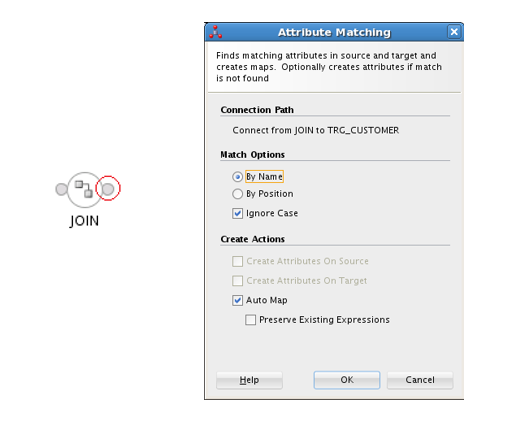 Attribute Matching
Finds matching attributes in source and target and
creates maps. Optionally creates attributes if match
is not found
Connection Path
Connect from JOIN to TRG_CUSTOMER
Match Options
By Name
By Position
Ignore Case
Create Actions
Create Attributes On Source
Create Attributes On Target
Auto Map
Preserve Existing Expressions
Help
OK
Cancel
JOIN